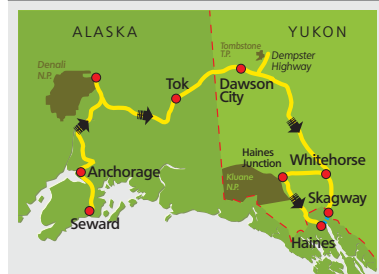 ALASKA
YUKON
Denali
N.P.
Tombstone
T.P.
Dempster
Highway
Tok
Dawson
City
Haines
Junction
Whitehorse
Anchorage
Kluane
N.P.
Skagway
Seward
Haines